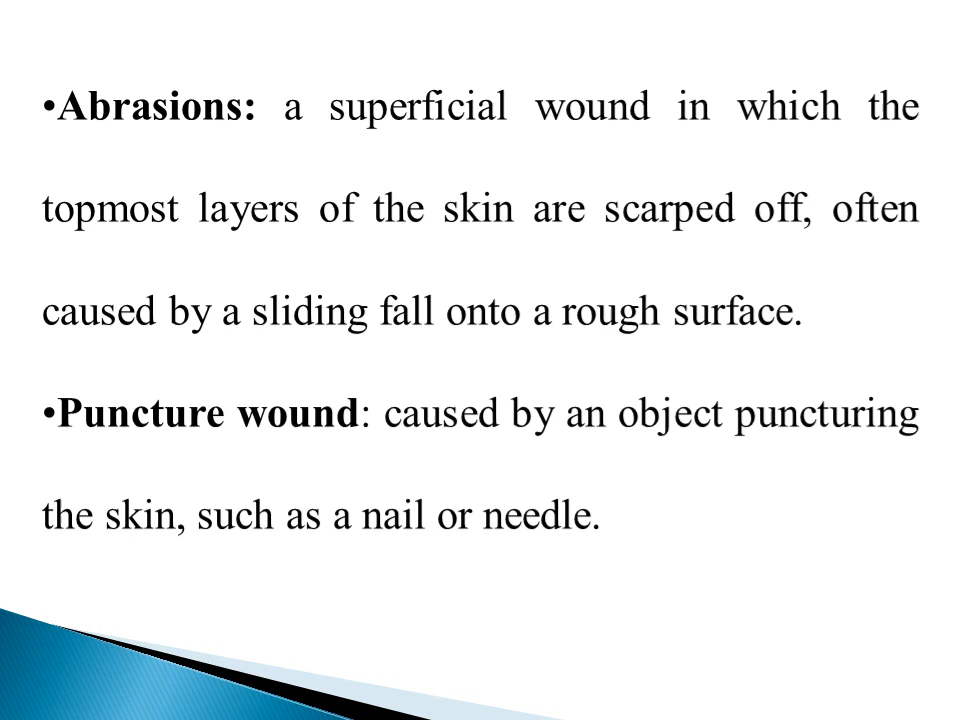 •Abrasions: a superficial wound in which the
topmost layers of the skin are scarped off, often
caused by a sliding fall onto a rough surface.
•Puncture wound: caused by an object puncturing
the skin, such as a nail or needle.